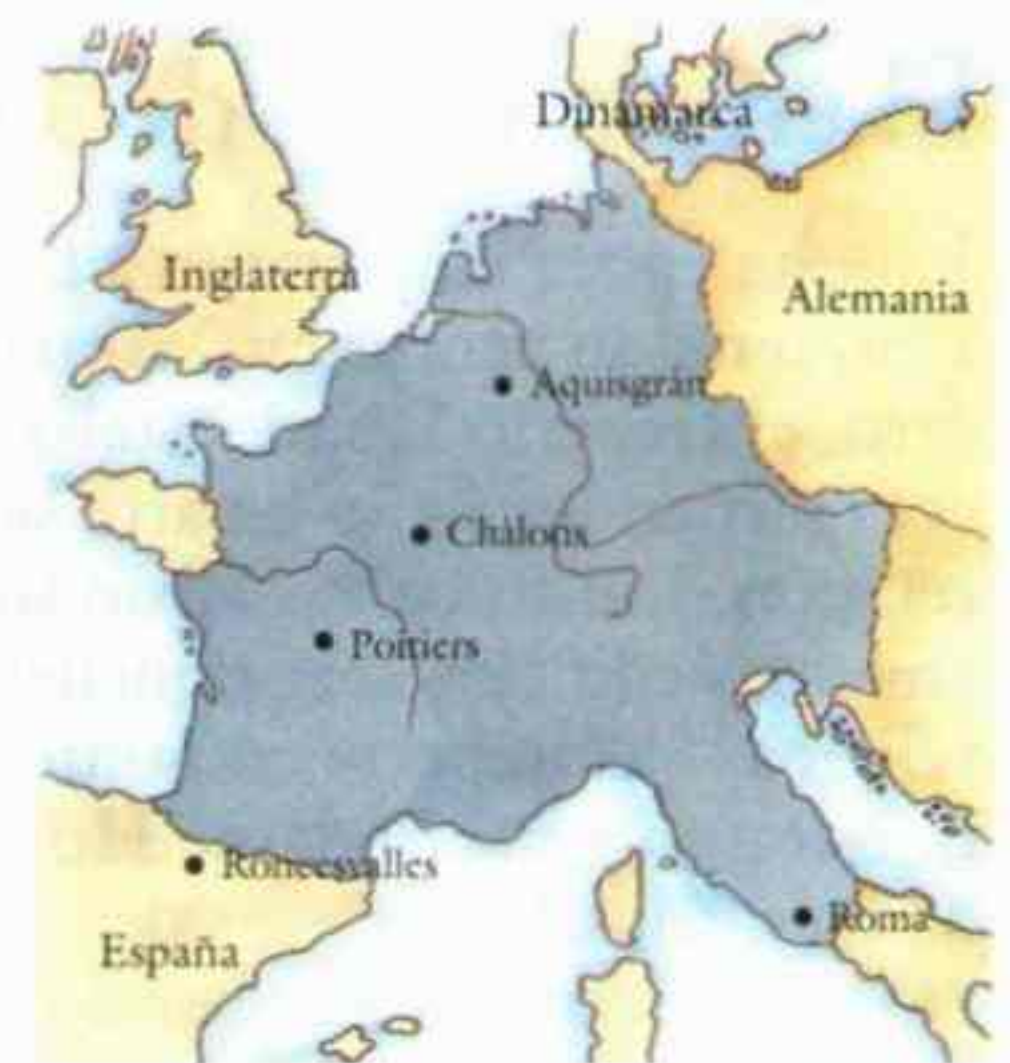 Dinamarca
Inglaterra
Alemania
Aquisgrán
Châlons
Poitiers
Roncesvalles
Roma
España